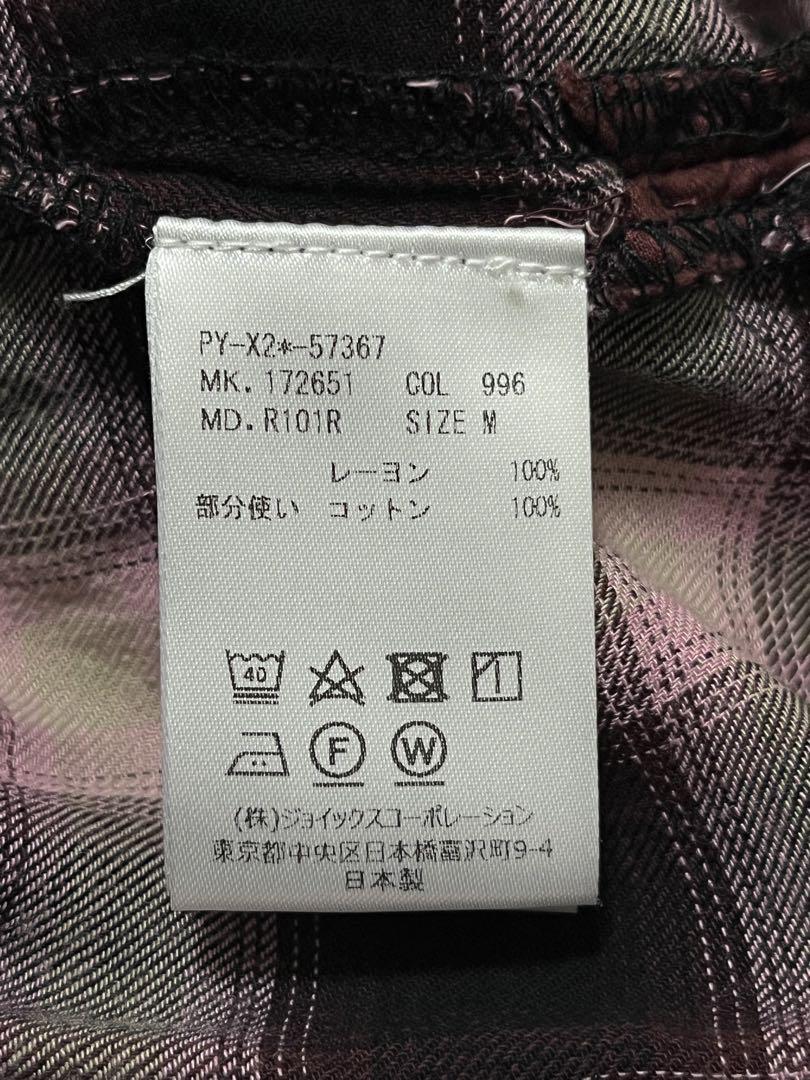 PY-X2*-57367
MK. 172651 COL 996
MD. R101R SIZE M
レーヨン 100%
部分使い コットン 100%
40
F W
(株)ジョイックスコーポレーション
東京都中央区日本橋富沢町9-4
日本製